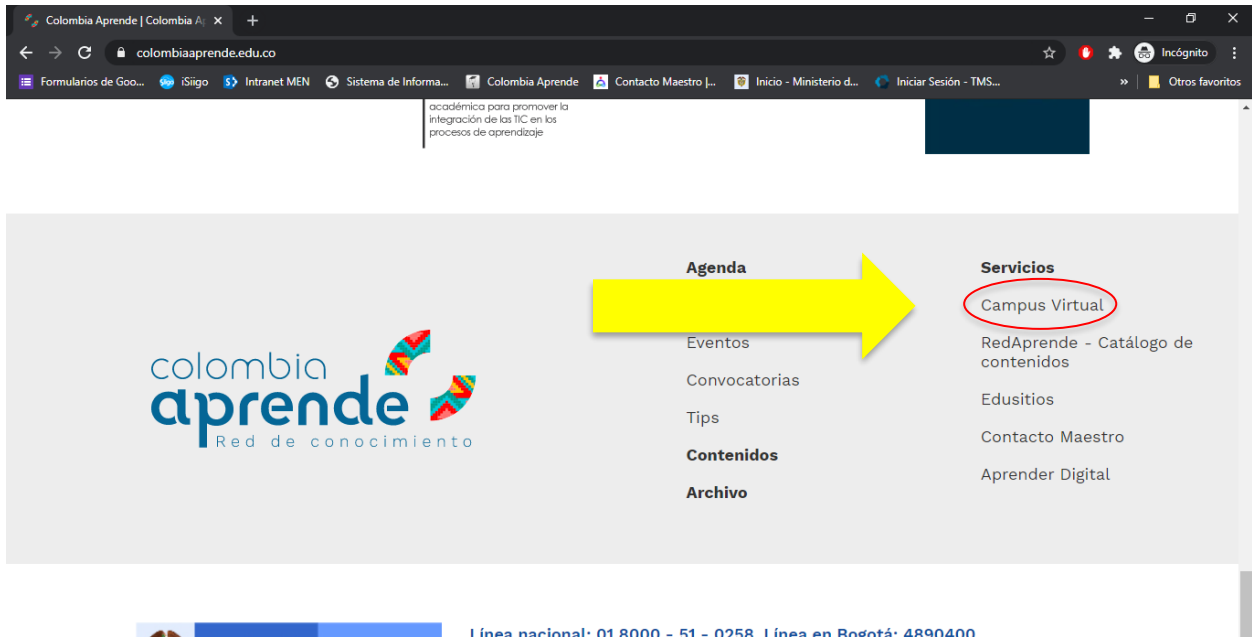 Colombia Aprende | Colombia A
colombiaaprende.edu.co
Incógnito
Formularios de Goo...
iSiigo
Intranet MEN
Sistema de Informa...
Colombia Aprende
Contacto Maestro |...
Inicio - Ministerio d...
Iniciar Sesión - TMS...
»
Otros favoritos
académica para promover la
integración de las TIC en los
procesos de aprendizaje
colombia
aprende
Red de conocimiento
Agenda
Eventos
Convocatorias
Tips
Contenidos
Archivo
Servicios
Campus Virtual
RedAprende - Catálogo de
contenidos
Edusitios
Contacto Maestro
Aprender Digital
Línea nacional: 01 8000 - 51 - 0258 Línea en Bogotá: 4890400